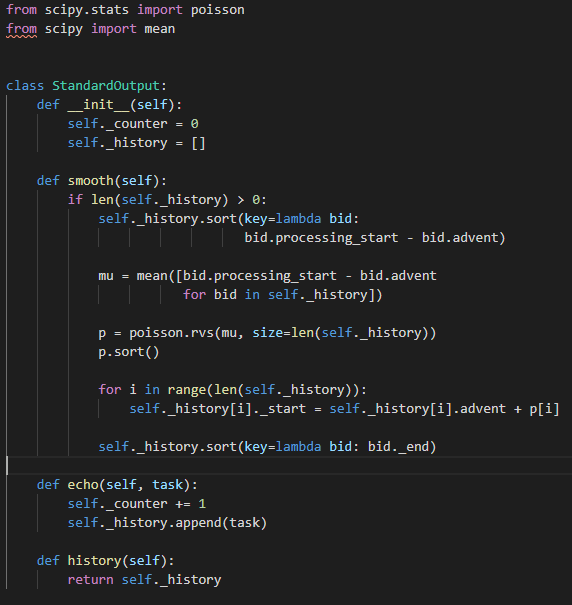 from scipy.stats import poisson
from scipy import mean
class StandardOutput:
    def __init__(self):
        self._counter = 0
        self._history = []
    def smooth(self):
        if len(self._history) > 0:
            self._history.sort(key=lambda bid:
                               bid.processing_start - bid.advent)
            mu = mean([bid.processing_start - bid.advent
                       for bid in self._history])
            p = poisson.rvs(mu, size=len(self._history))
            p.sort()
            for i in range(len(self._history)):
                self._history[i]._start = self._history[i].advent + p[i]
            self._history.sort(key=lambda bid: bid._end)
    def echo(self, task):
        self._counter += 1
        self._history.append(task)
    def history(self):
        return self._history